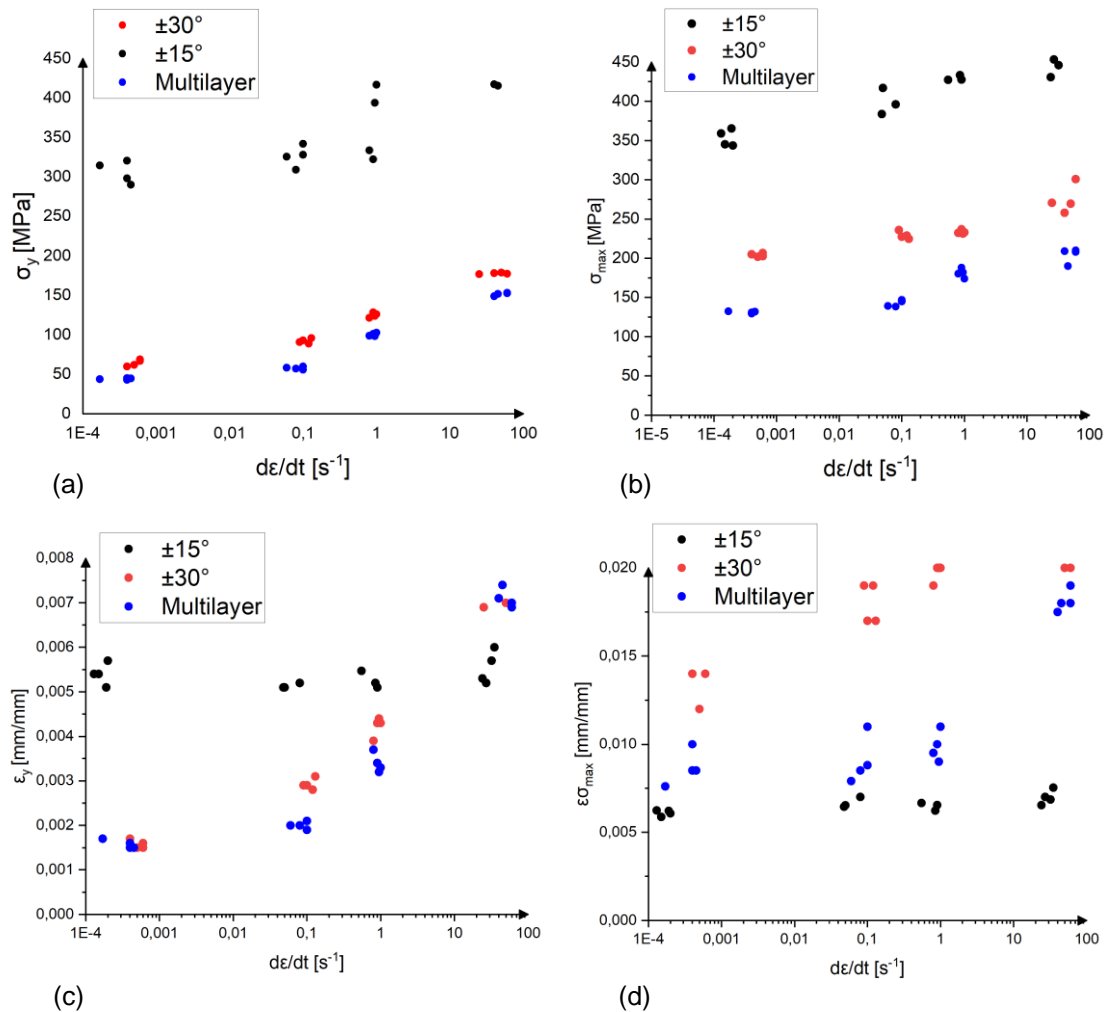 ±30°
±15°
Multilayer
450
400
350
300
250
200
150
100
50
0
σy [MPa]
1E-4 0,001 0,01 0,1 1 10 100
dε/dt [s⁻¹]
(a)
±15°
±30°
Multilayer
450
400
350
300
250
200
150
100
50
0
σmax [MPa]
1E-5 1E-4 0,001 0,01 0,1 1 10 100
dε/dt [s⁻¹]
(b)
±15°
±30°
Multilayer
0,008
0,007
0,006
0,005
0,004
0,003
0,002
0,001
0,000
εy [mm/mm]
1E-4 0,001 0,01 0,1 1 10 100
dε/dt [s⁻¹]
(c)
±15°
±30°
Multilayer
0,020
0,015
0,010
0,005
0,000
εσmax [mm/mm]
1E-4 0,001 0,01 0,1 1 10 100
dε/dt [s⁻¹]
(d)